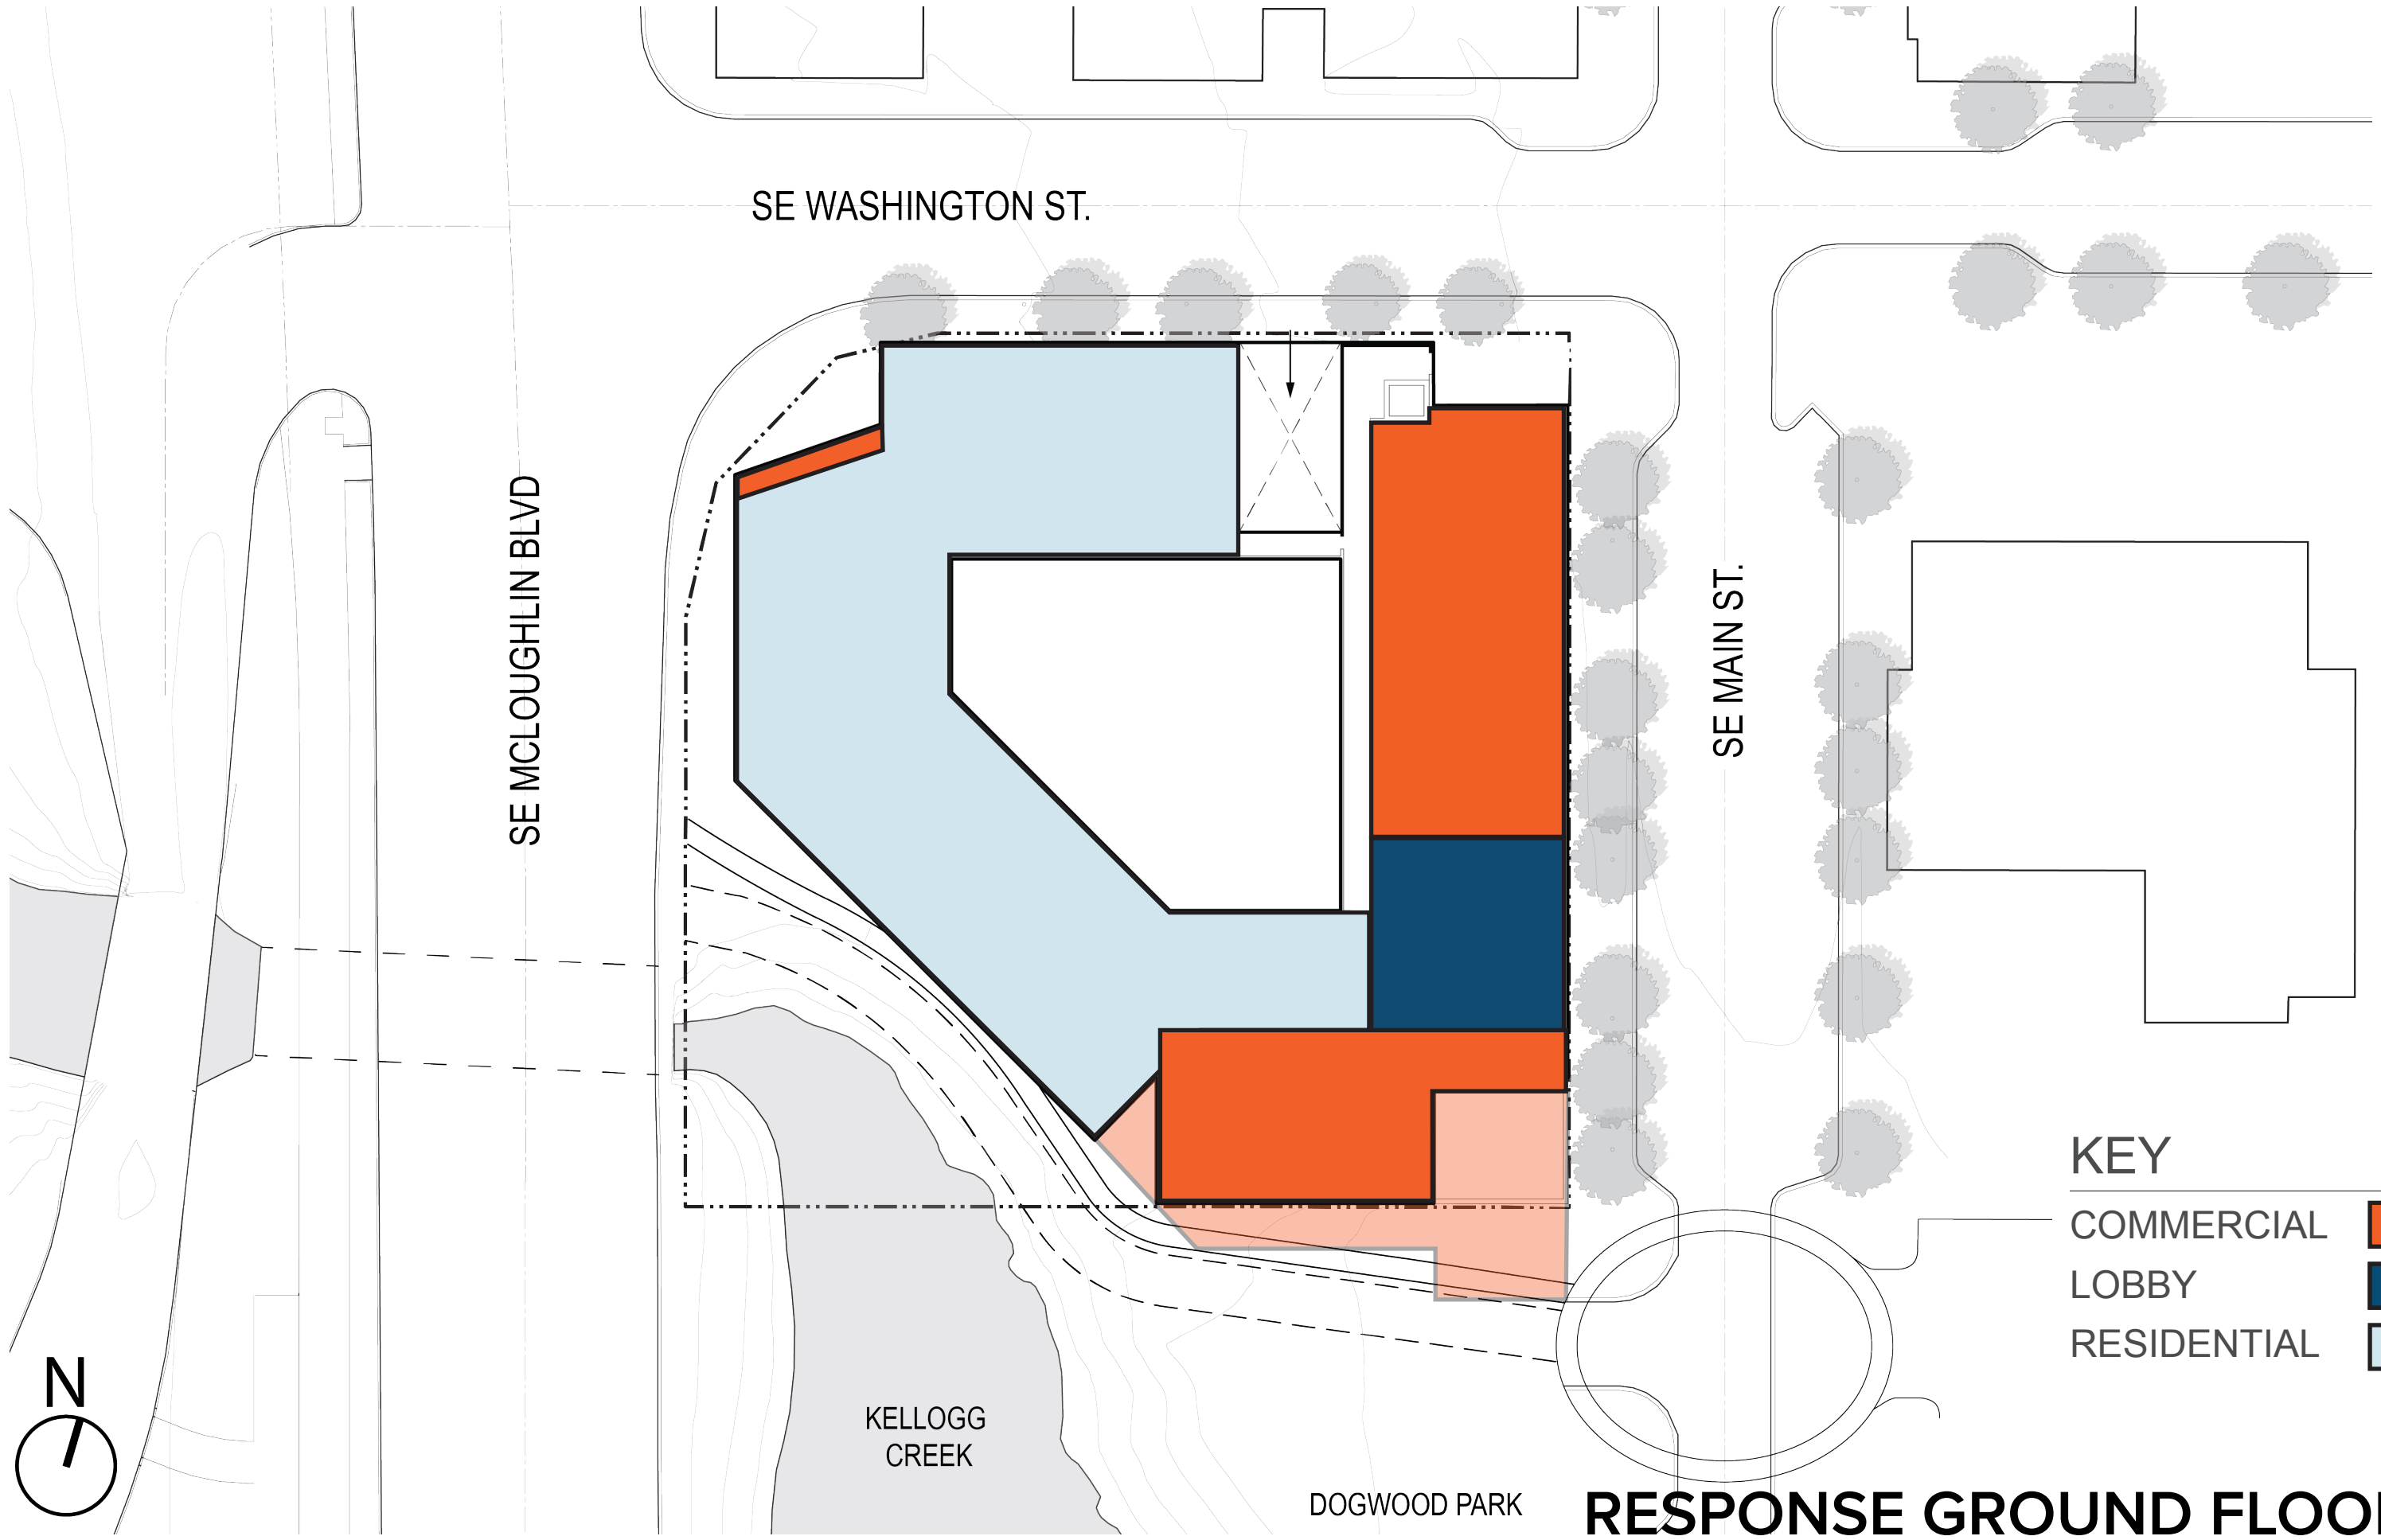 SE WASHINGTON ST.
SE MCLOUGHLIN BLVD
SE MAIN ST.
KEY
COMMERCIAL
LOBBY
RESIDENTIAL
N
KELLOGG
CREEK
DOGWOOD PARK
RESPONSE GROUND FLOO